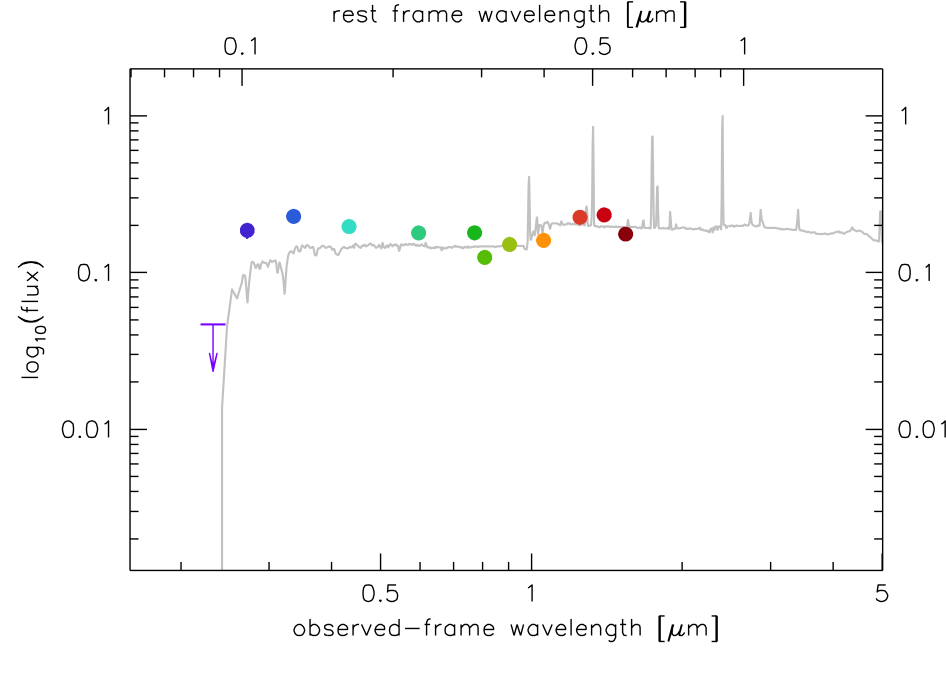 rest frame wavelength [μm]
0.1 0.5 1
1 1
0.1 0.1
0.01 0.01
log10(flux)
0.5 1 5
observed-frame wavelength [μm]